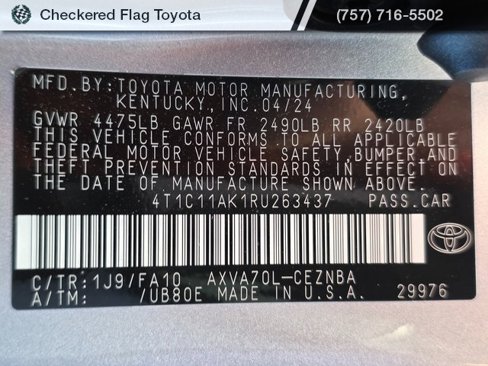 Checkered Flag Toyota (757) 716-5502
MFD.BY:TOYOTA MOTOR MANUFACTURING,
KENTUCKY, INC.04/24
GVWR 4475LB GAWR FR 2490LB RR 2420LB
THIS VEHICLE CONFORMS TO ALL APPLICABLE
FEDERAL MOTOR VEHICLE SAFETY,BUMPER,AND
THEFT PREVENTION STANDARDS IN EFFECT ON
THE DATE OF MANUFACTURE SHOWN ABOVE.
4T1C11AK1RU263437 PASS.CAR
C/TR:1J9/FA10 AXVA70L-CEZNBA
A/TM: /UB80E MADE IN U.S.A. 29976